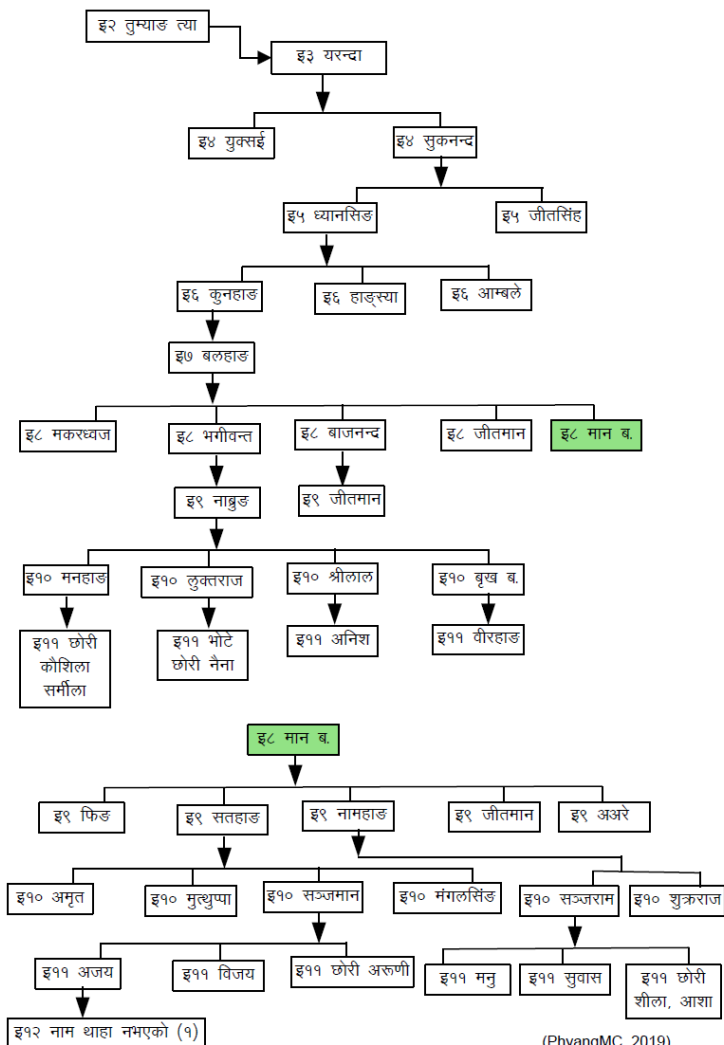 इ२ तुम्याङ त्या
इ३ यरन्दा
इ४ युक्सई
इ४ सुकनन्द
इ५ ध्यानसिङ
इ५ जीतसिंह
इ६ कुनहाङ
इ६ हाङ्स्या
इ६ आम्बले
इ७ बलहाङ
इ८ मकरध्वज
इ८ भगीवन्त
इ८ बाजनन्द
इ८ जीतमान
इ८ मान ब.
इ९ नाब्रुङ
इ९ जीतमान
इ१० मनहाङ
इ१० लुक्तराज
इ१० श्रीलाल
इ१० बृख ब.
इ११ छोरी
कौशिला
सर्मीला
इ११ भोटे
छोरी नैना
इ११ अनिश
इ११ वीरहाङ
इ८ मान ब.
इ९ फिङ
इ९ सतहाङ
इ९ नामहाङ
इ९ जीतमान
इ९ अअरे
इ१० अमृत
इ१० मुत्थुप्पा
इ१० सञ्जमान
इ१० मंगलसिंङ
इ१० सञ्जराम
इ१० शुक्रराज
इ११ अजय
इ११ विजय
इ११ छोरी अरूणी
इ११ मनु
इ११ सुवास
इ११ छोरी
शीला, आशा
इ१२ नाम थाहा नभएको (१)
(PhyangMC, 2019)